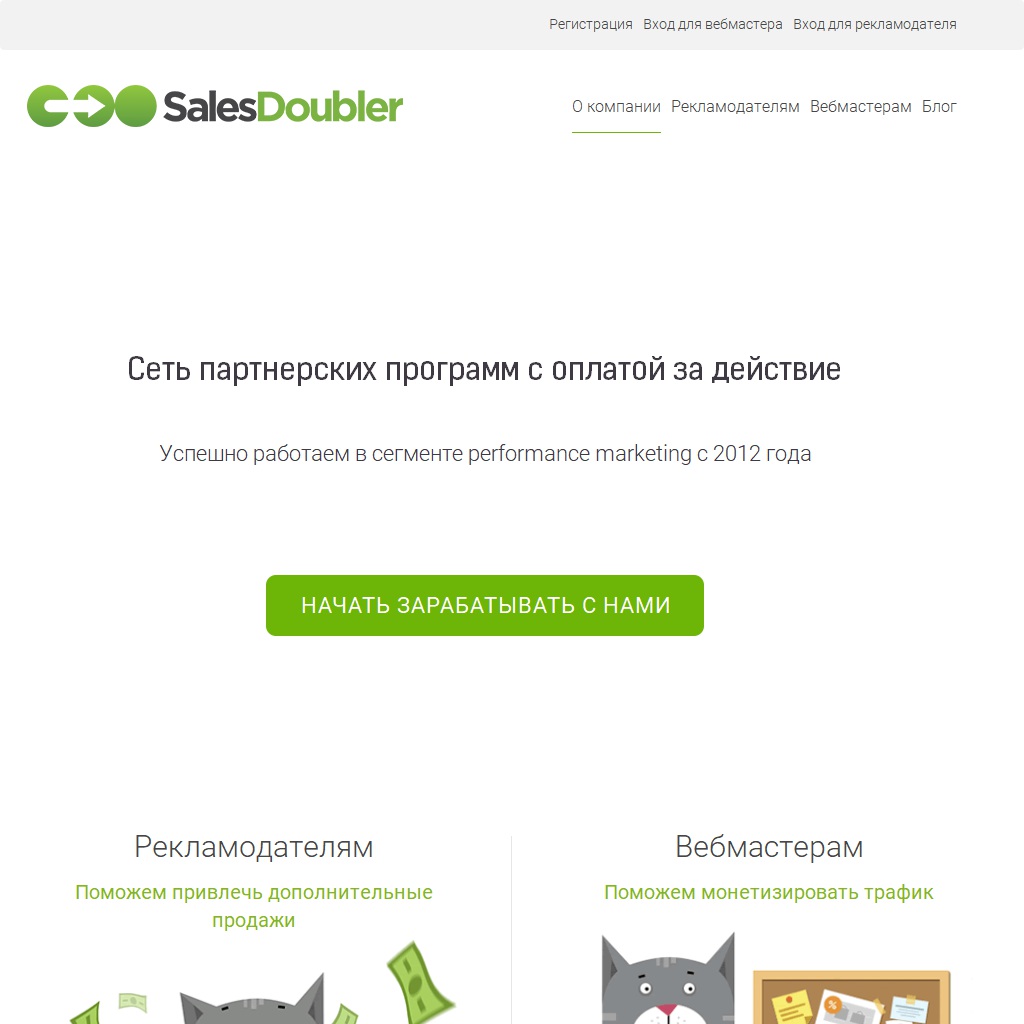 Регистрация Вход для вебмастера Вход для рекламодателя
SalesDoubler
О компании Рекламодателям Вебмастерам Блог
Сеть партнерских программ с оплатой за действие
Успешно работаем в сегменте performance marketing с 2012 года
НАЧАТЬ ЗАРАБАТЫВАТЬ С НАМИ
Рекламодателям
Поможем привлечь дополнительные
продажи
Вебмастерам
Поможем монетизировать трафик